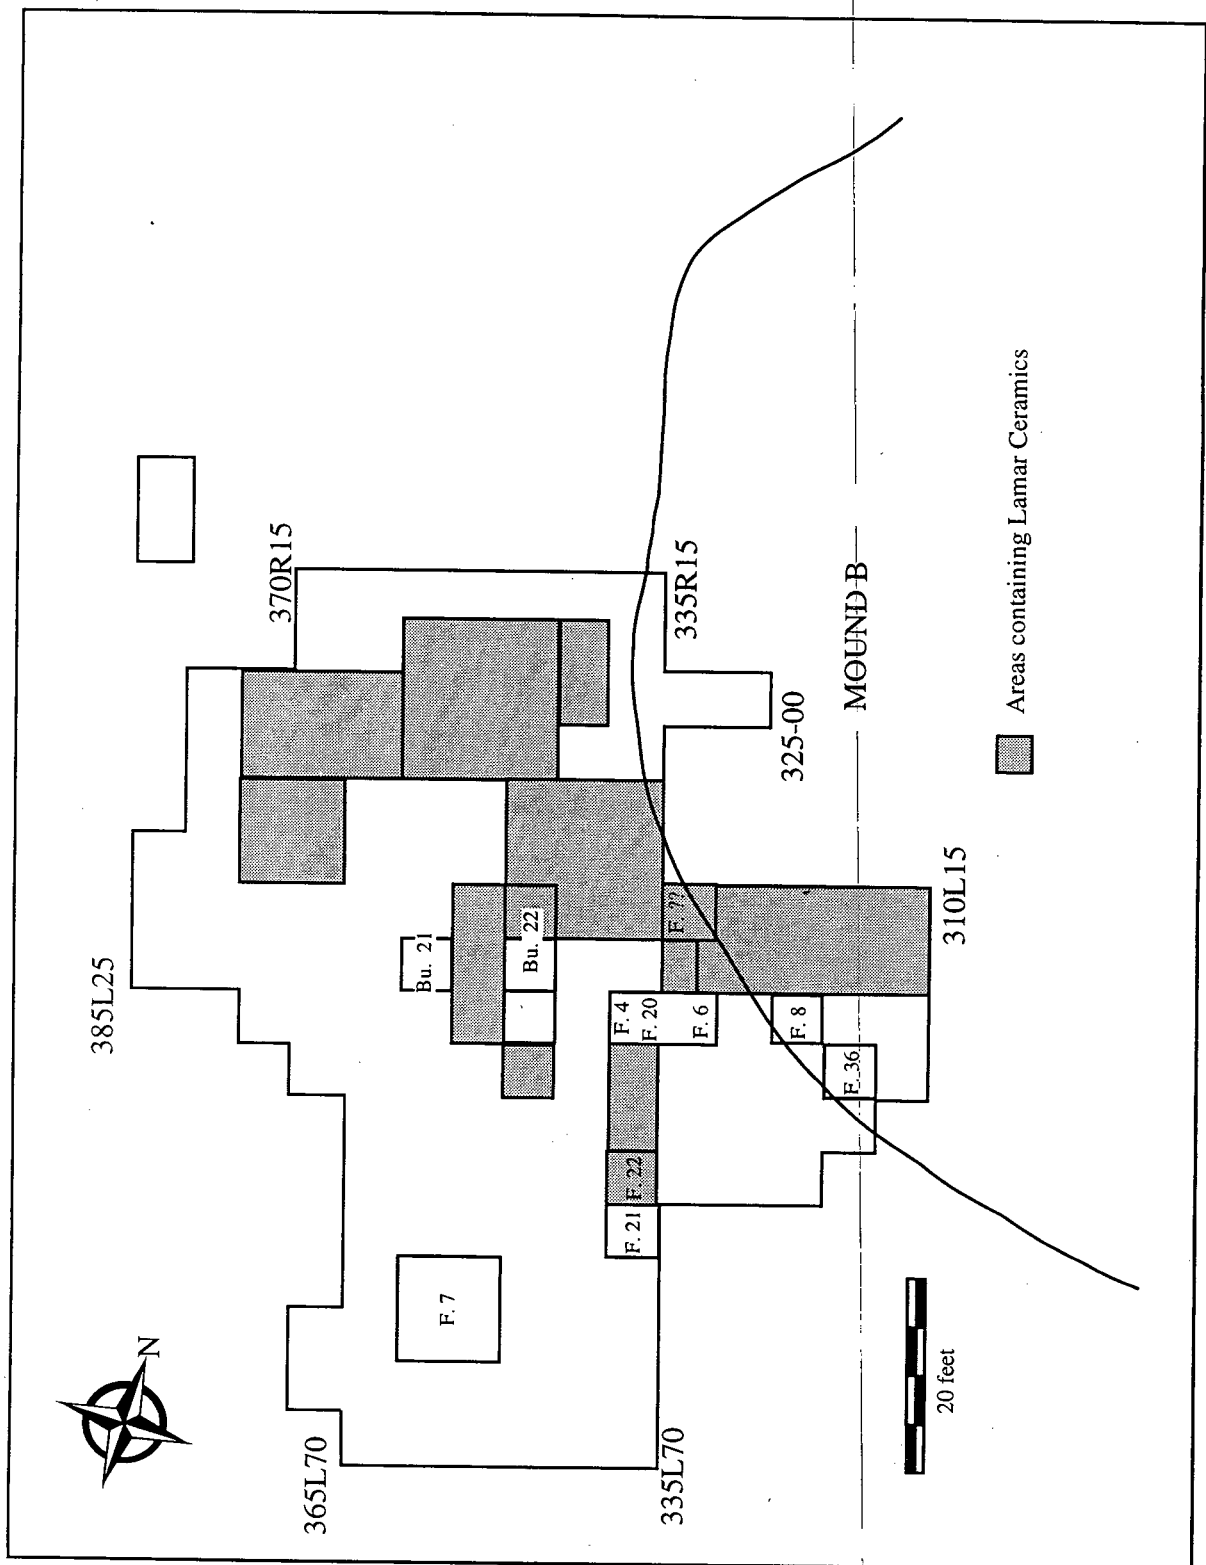 385L25
370R15
365L70
335L70
335R15
325-00
310L15
N
Bu. 21
Bu. 22
F. 7
F. 21
F. 22
F. 4
F. 20
F. 6
F. ??
F. 8
F. 36
MOUND B
Areas containing Lamar Ceramics
20 feet